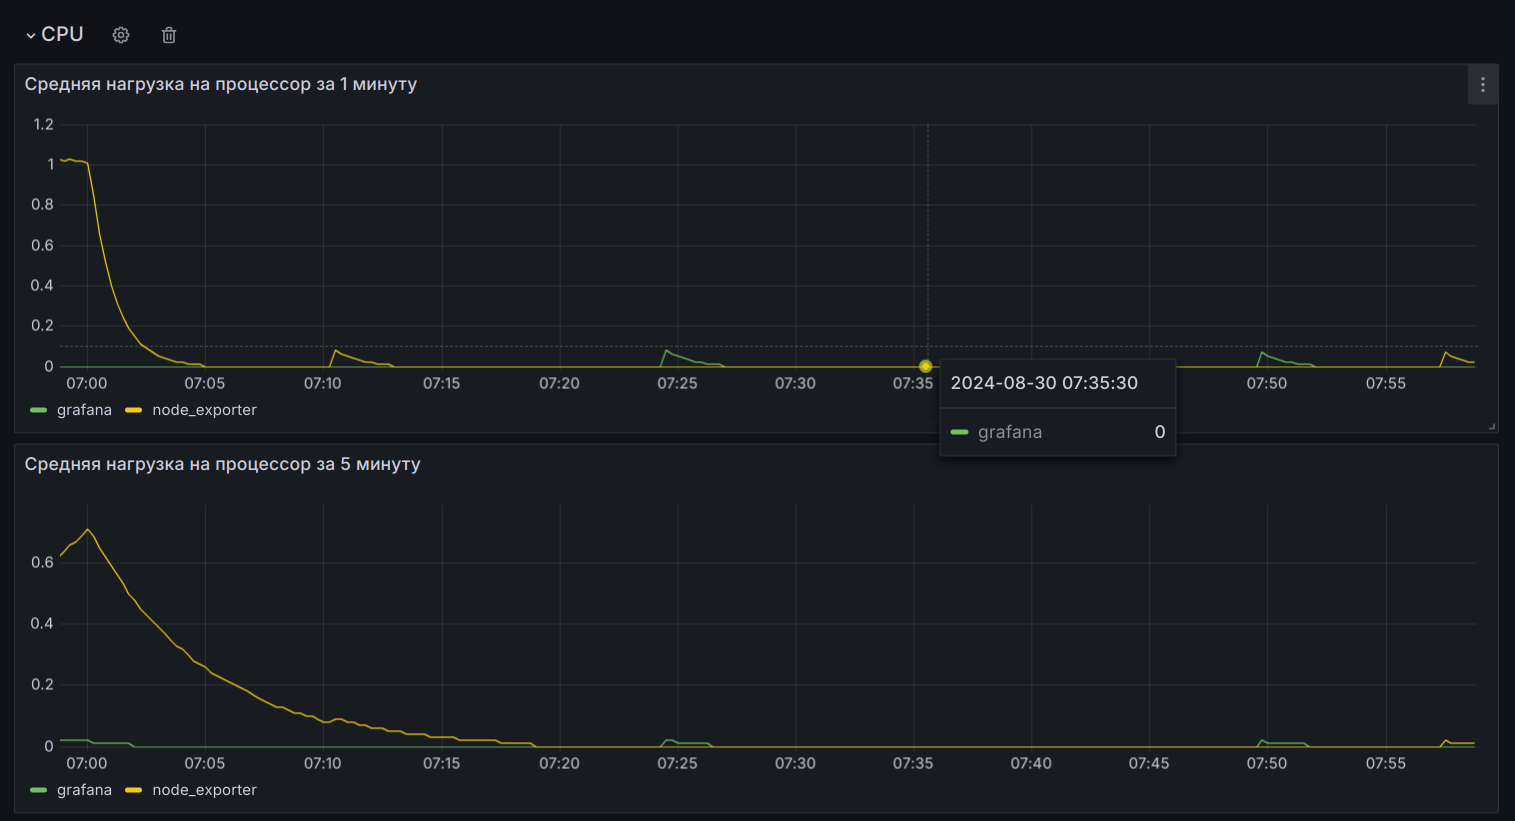 CPU
Средняя нагрузка на процессор за 1 минуту
1.2
1
0.8
0.6
0.4
0.2
0
07:00 07:05 07:10 07:15 07:20 07:25 07:30 07:35 07:50 07:55
grafana node_exporter
2024-08-30 07:35:30
grafana 0
Средняя нагрузка на процессор за 5 минуту
0.6
0.4
0.2
0
07:00 07:05 07:10 07:15 07:20 07:25 07:30 07:35 07:40 07:45 07:50 07:55
grafana node_exporter